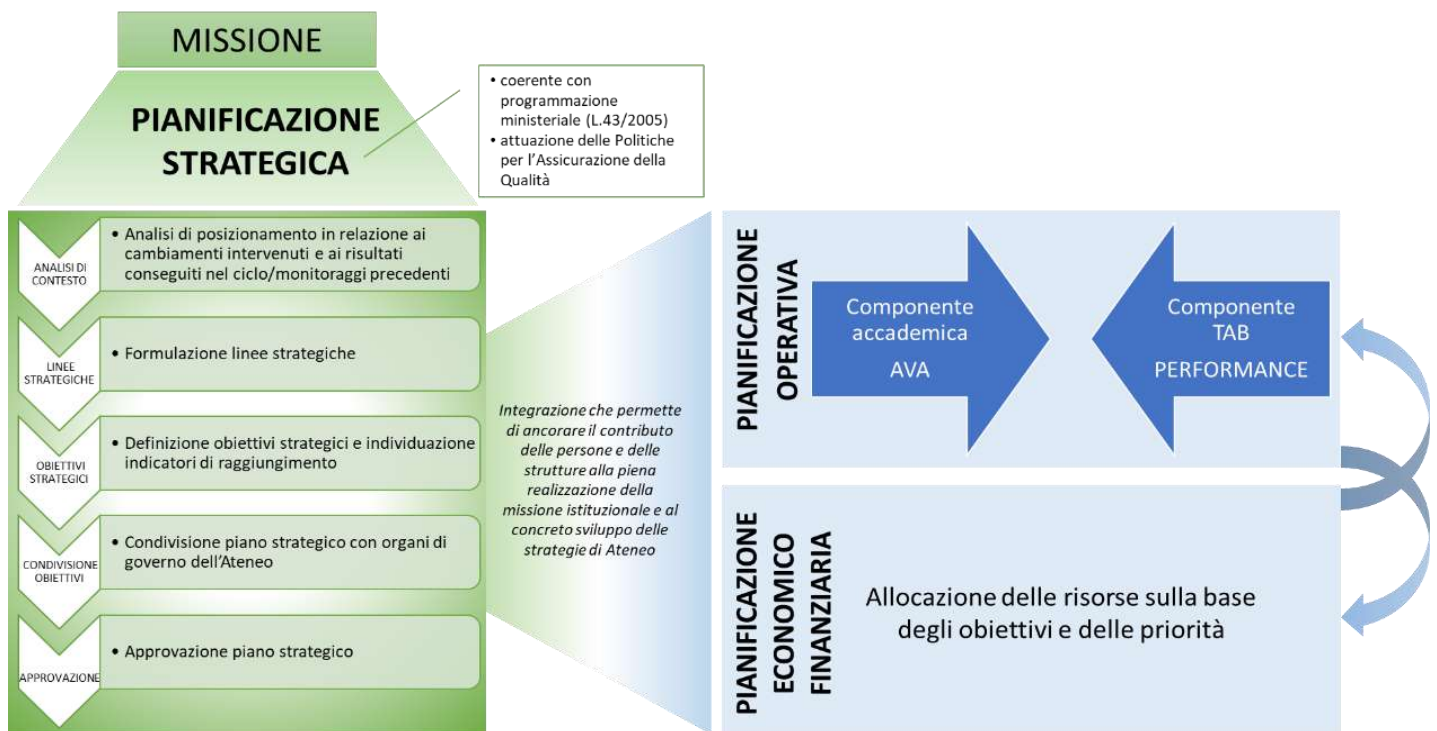 MISSIONE
PIANIFICAZIONE
STRATEGICA
• coerente con
programmazione
ministeriale (L.43/2005)
• attuazione delle Politiche
per l'Assicurazione della
Qualità
ANALISI DI
CONTESTO
• Analisi di posizionamento in relazione ai
cambiamenti intervenuti e ai risultati
conseguiti nel ciclo/monitoraggi precedenti
LINEE
STRATEGICHE
• Formulazione linee strategiche
OBIETTIVI
STRATEGICI
• Definizione obiettivi strategici e individuazione
indicatori di raggiungimento
CONDIVISIONE
OBIETTIVI
• Condivisione piano strategico con organi di
governo dell'Ateneo
APPROVAZIONE
• Approvazione piano strategico
Integrazione che permette
di ancorare il contributo
delle persone e delle
strutture alla piena
realizzazione della
missione istituzionale e al
concreto sviluppo delle
strategie di Ateneo
PIANIFICAZIONE
OPERATIVA
Componente
accademica
AVA
Componente
TAB
PERFORMANCE
PIANIFICAZIONE
ECONOMICO
FINANZIARIA
Allocazione delle risorse sulla base
degli obiettivi e delle priorità